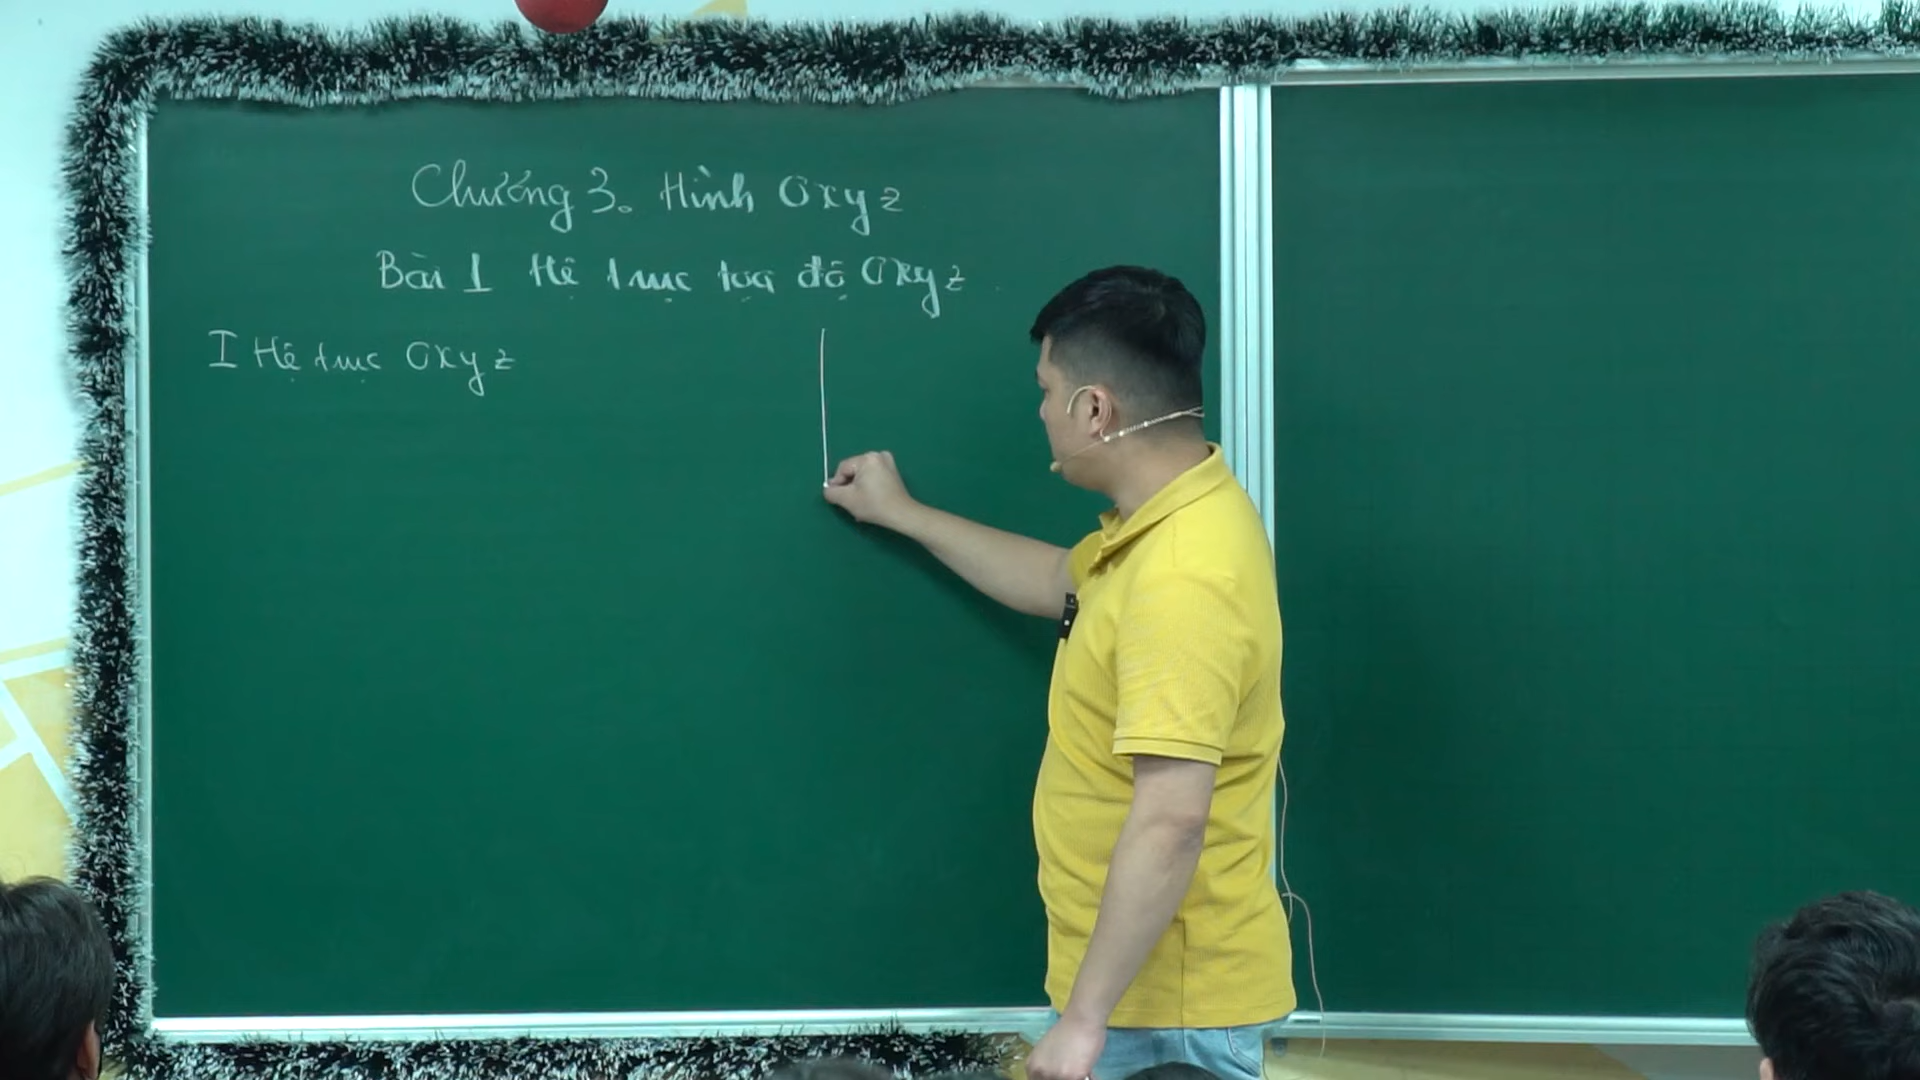 Chương 3. Hình Oxyz
Bài 1 Hệ trục tọa độ Oxyz
I Hệ trục Oxyz